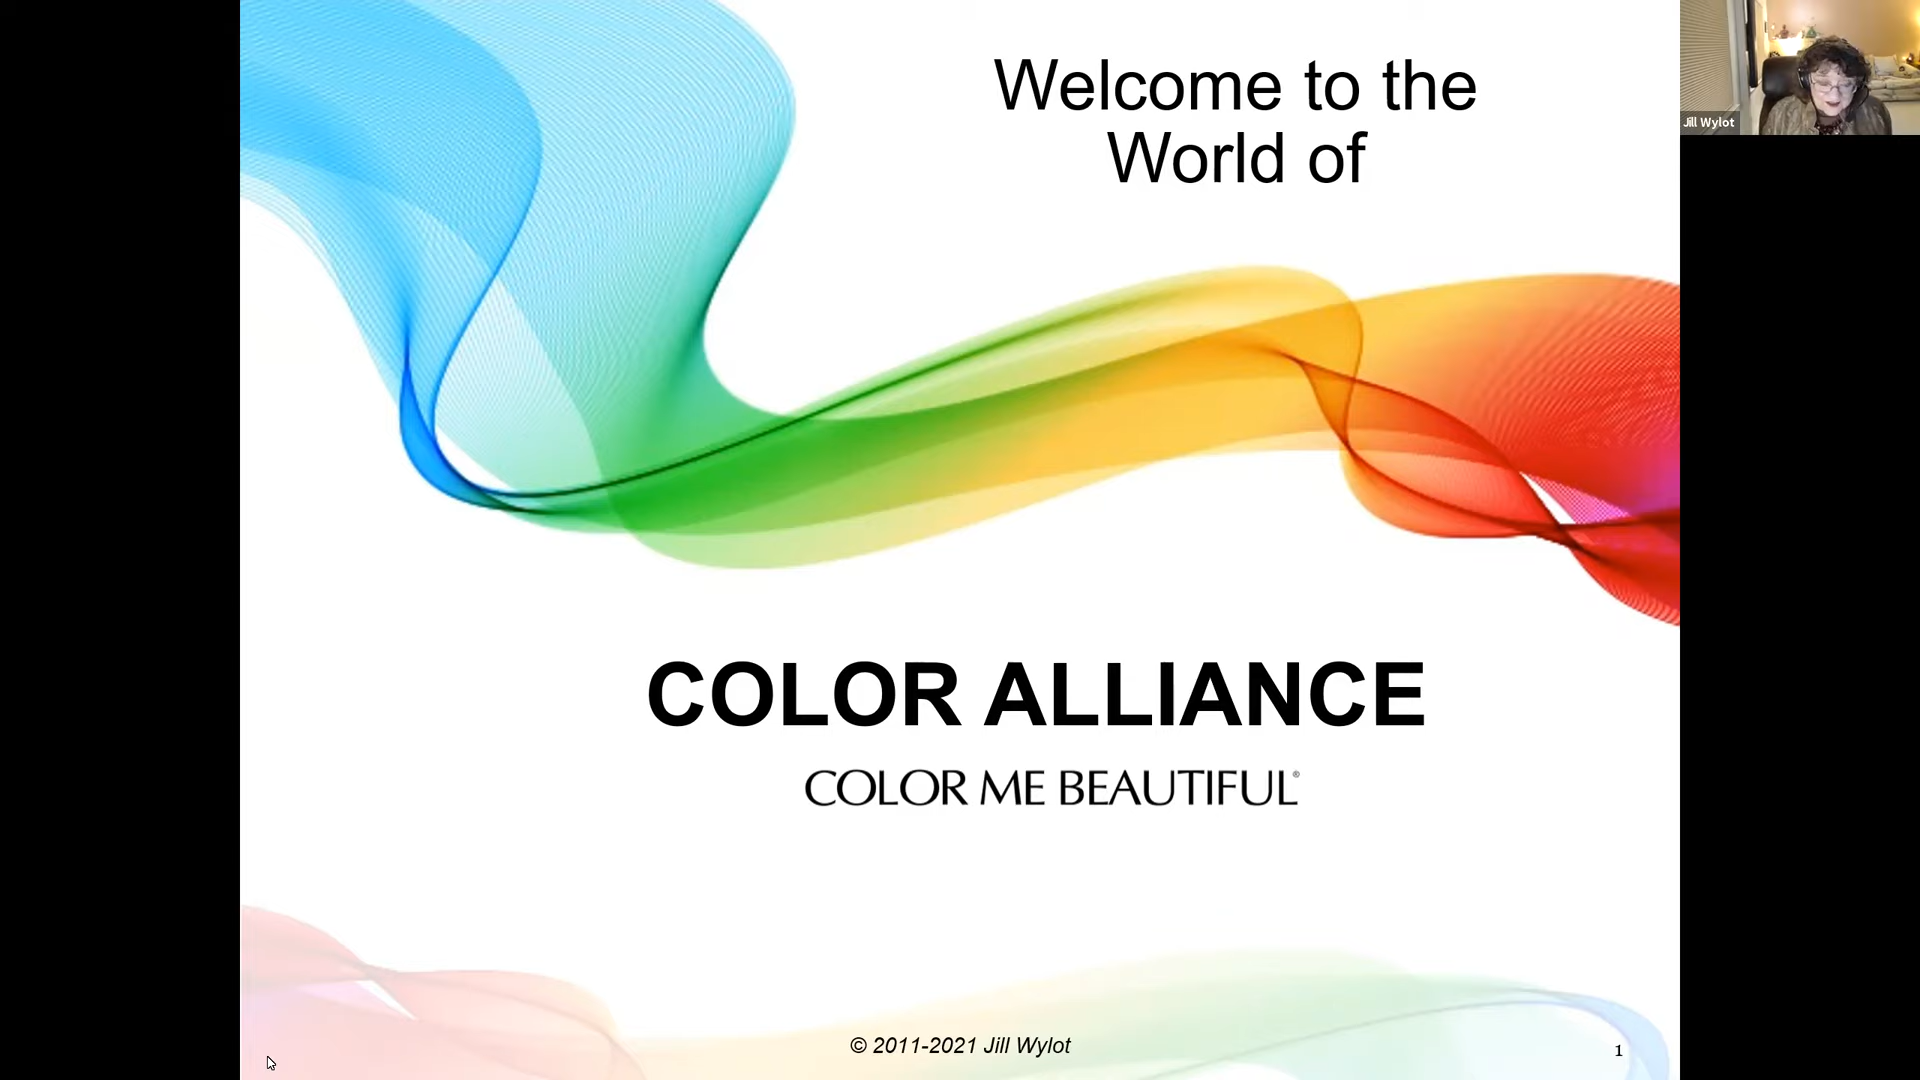 Welcome to the
World of
Jill Wylot
COLOR ALLIANCE
COLOR ME BEAUTIFUL®
© 2011-2021 Jill Wylot
1